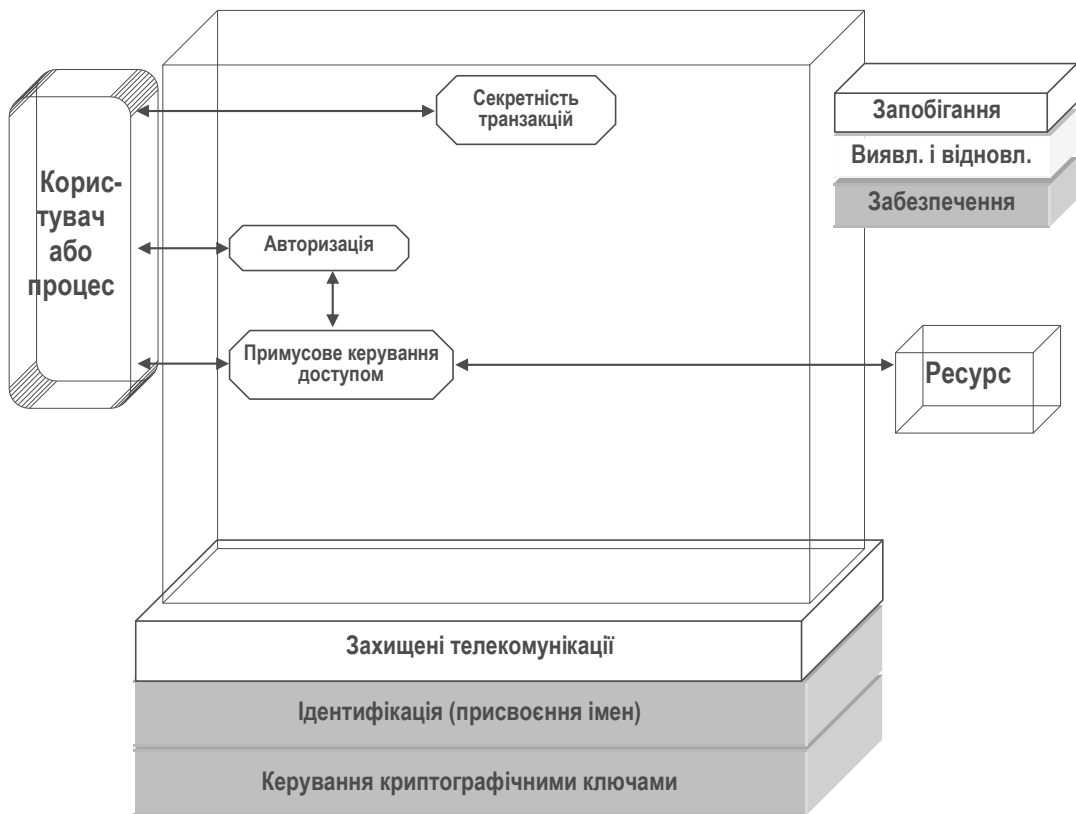 Секретність
транзакцій
Запобігання
Виявл. і відновл.
Забезпечення
Корис-
тувач
або
процес
Авторизація
Примусове керування
доступом
Ресурс
Захищені телекомунікації
Ідентифікація (присвоєння імен)
Керування криптографічними ключами